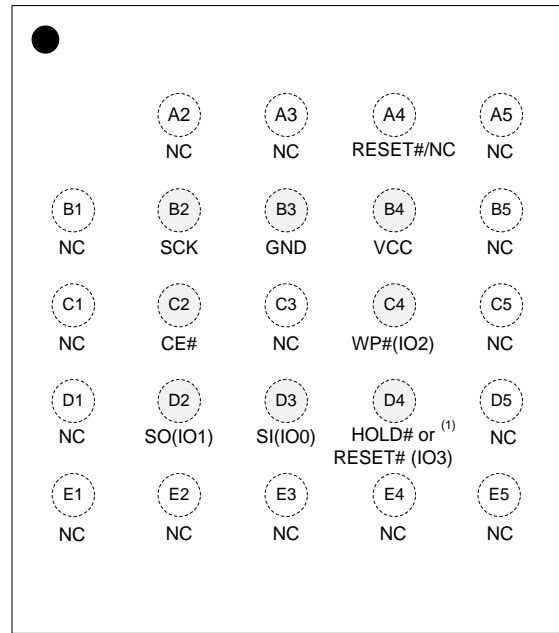 A2 A3 A4 A5
NC NC RESET#/NC NC
B1 B2 B3 B4 B5
NC SCK GND VCC NC
C1 C2 C3 C4 C5
NC CE# NC WP#(IO2) NC
D1 D2 D3 D4 D5
NC SO(IO1) SI(IO0) HOLD# or (1) NC
RESET# (IO3)
E1 E2 E3 E4 E5
NC NC NC NC NC